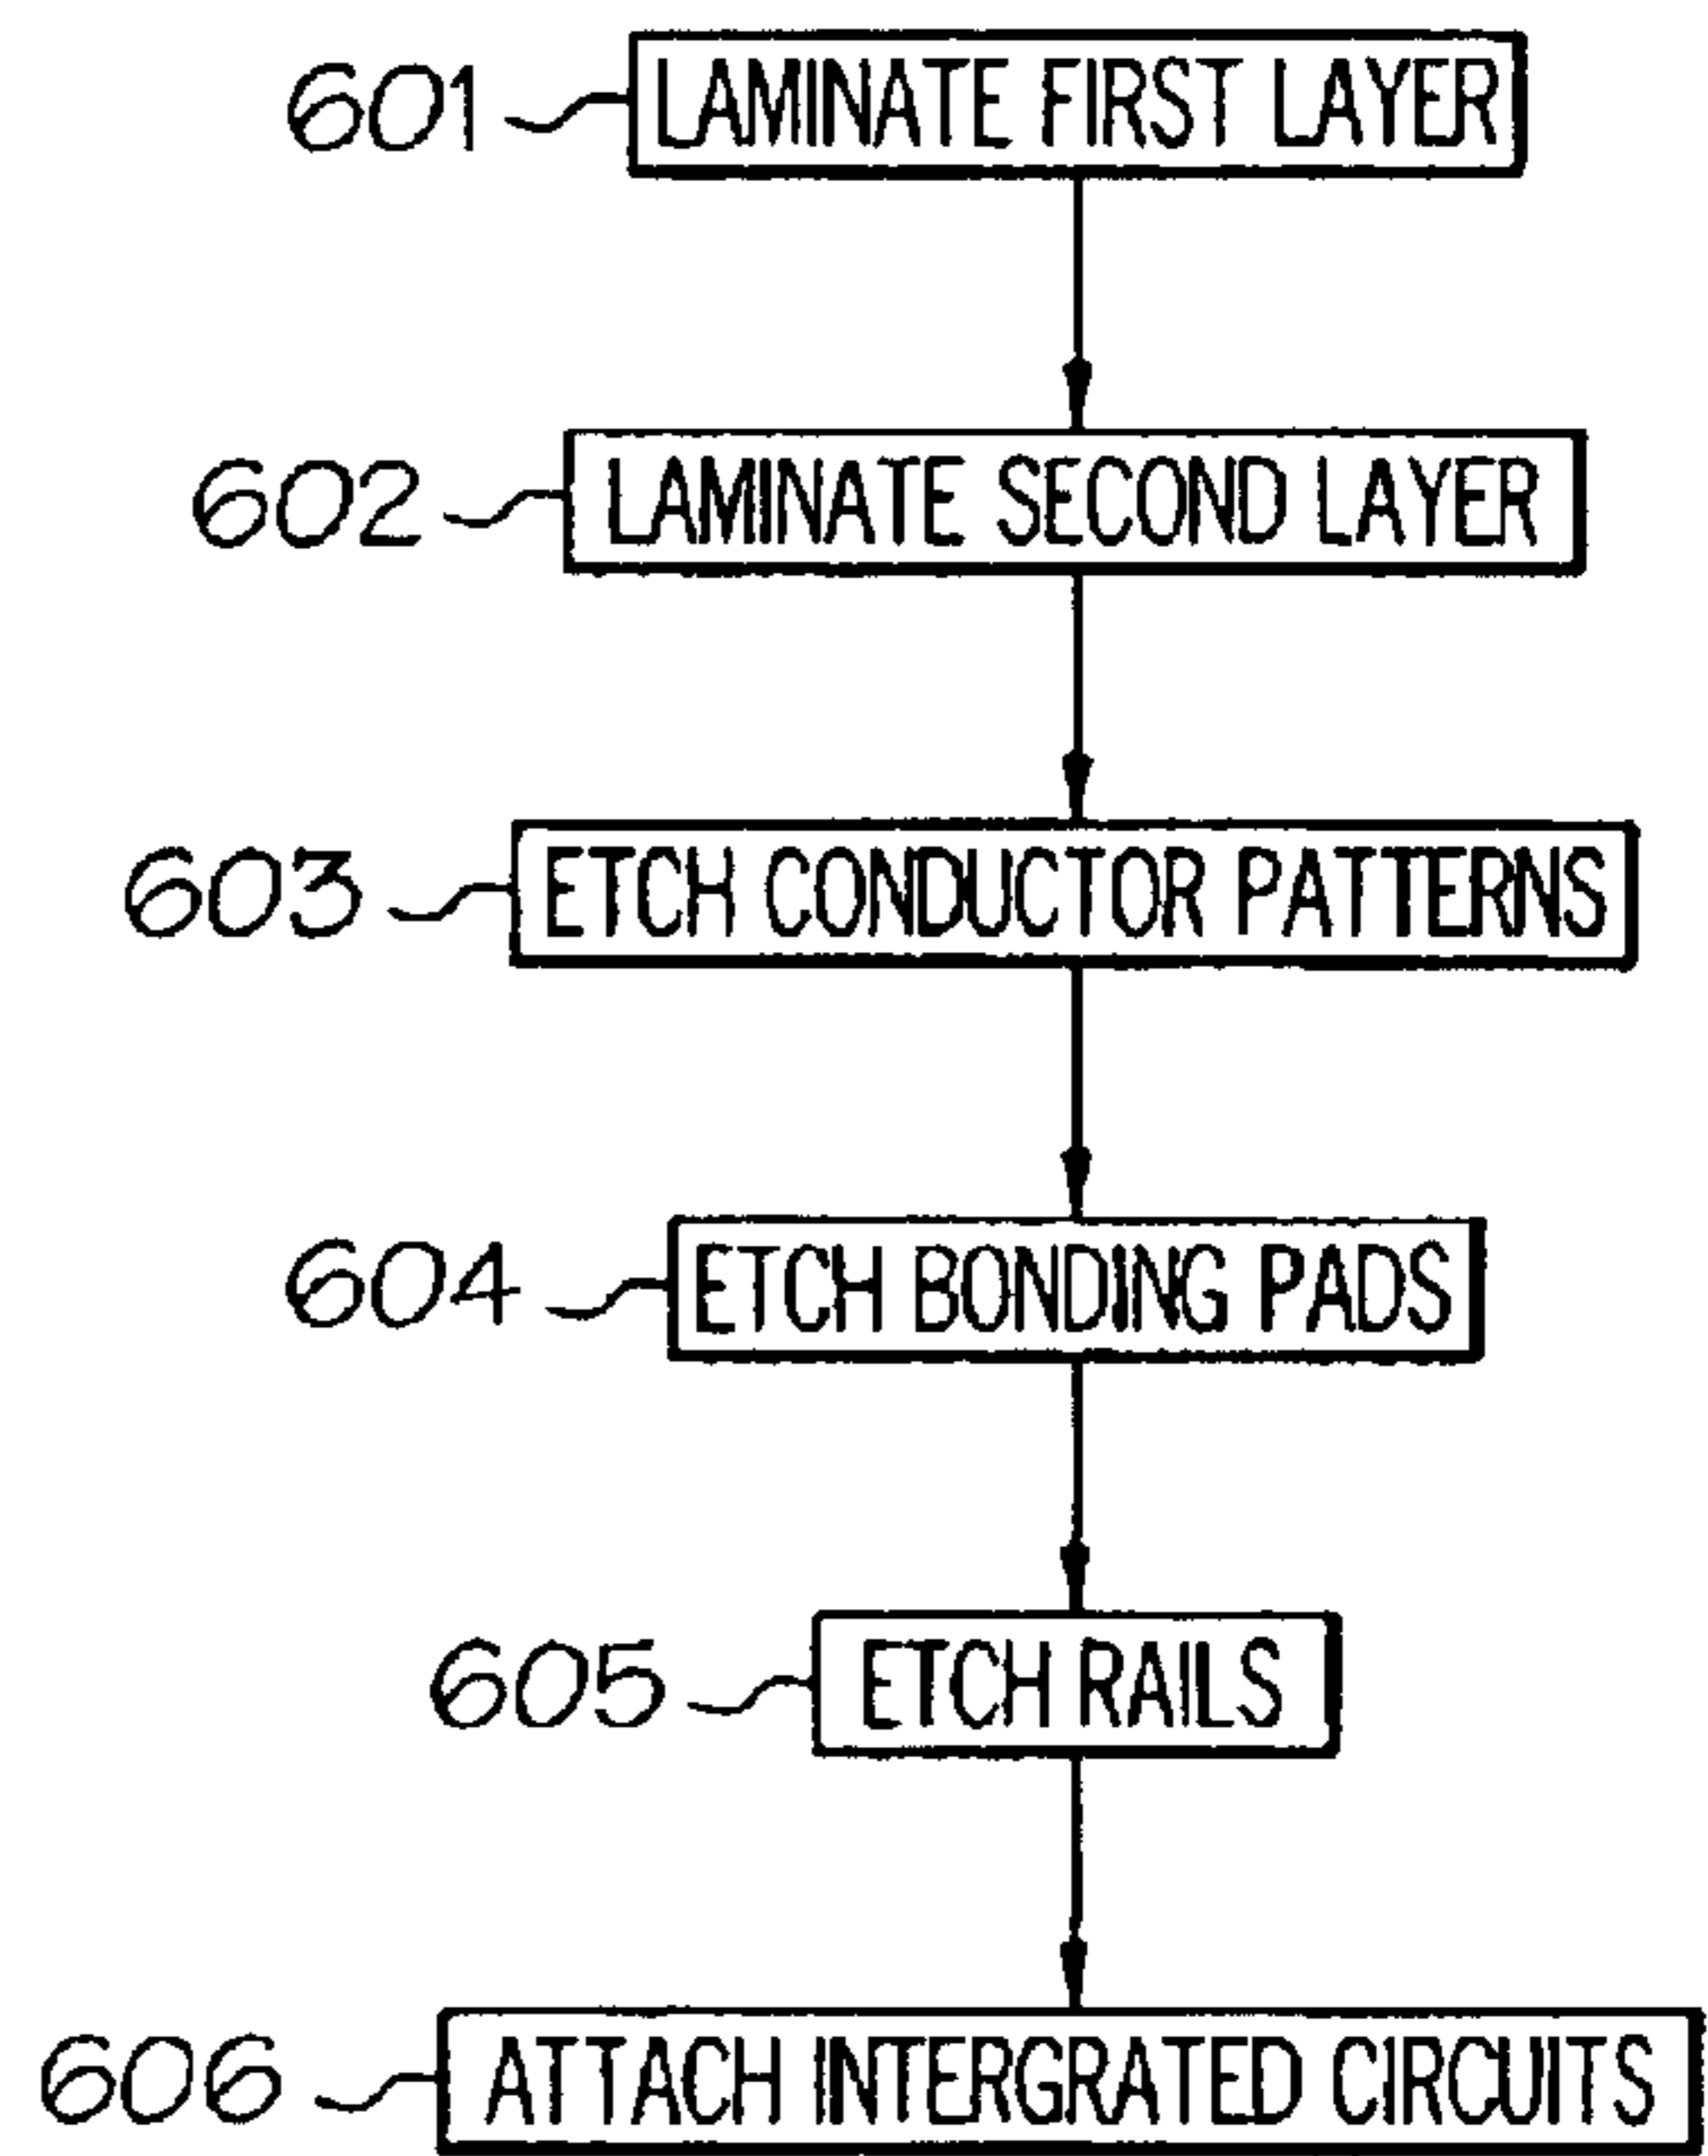 601 LAMINATE FIRST LAYER
602 LAMINATE SECOND LAYER
603 ETCH CONDUCTOR PATTERNS
604 ETCH BONDING PADS
605 ETCH RAILS
606 ATTACH INTERGRATED CIRCUITS